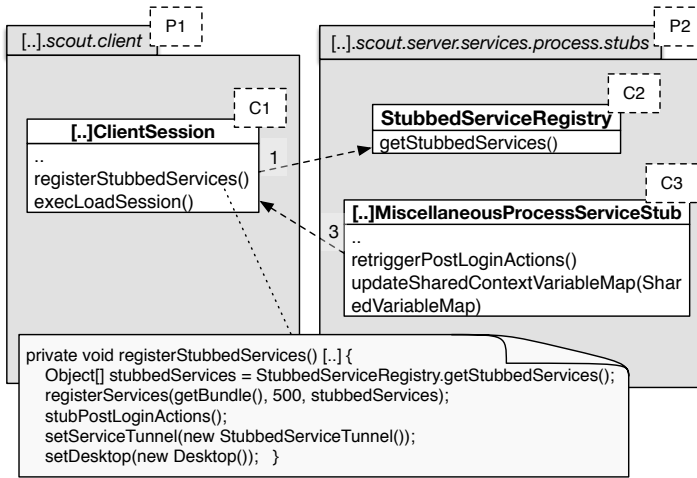 [..].scout.client
P1
[..].scout.server.services.process.stubs
P2
C1
[..]ClientSession
..
registerStubbedServices()
execLoadSession()
1
C2
StubbedServiceRegistry
getStubbedServices()
C3
3
[..]MiscellaneousProcessServiceStub
..
retriggerPostLoginActions()
updateSharedContextVariableMap(Shar
edVariableMap)
private void registerStubbedServices() [..] {
Object[] stubbedServices = StubbedServiceRegistry.getStubbedServices();
registerServices(getBundle(), 500, stubbedServices);
stubPostLoginActions();
setServiceTunnel(new StubbedServiceTunnel());
setDesktop(new Desktop()); }